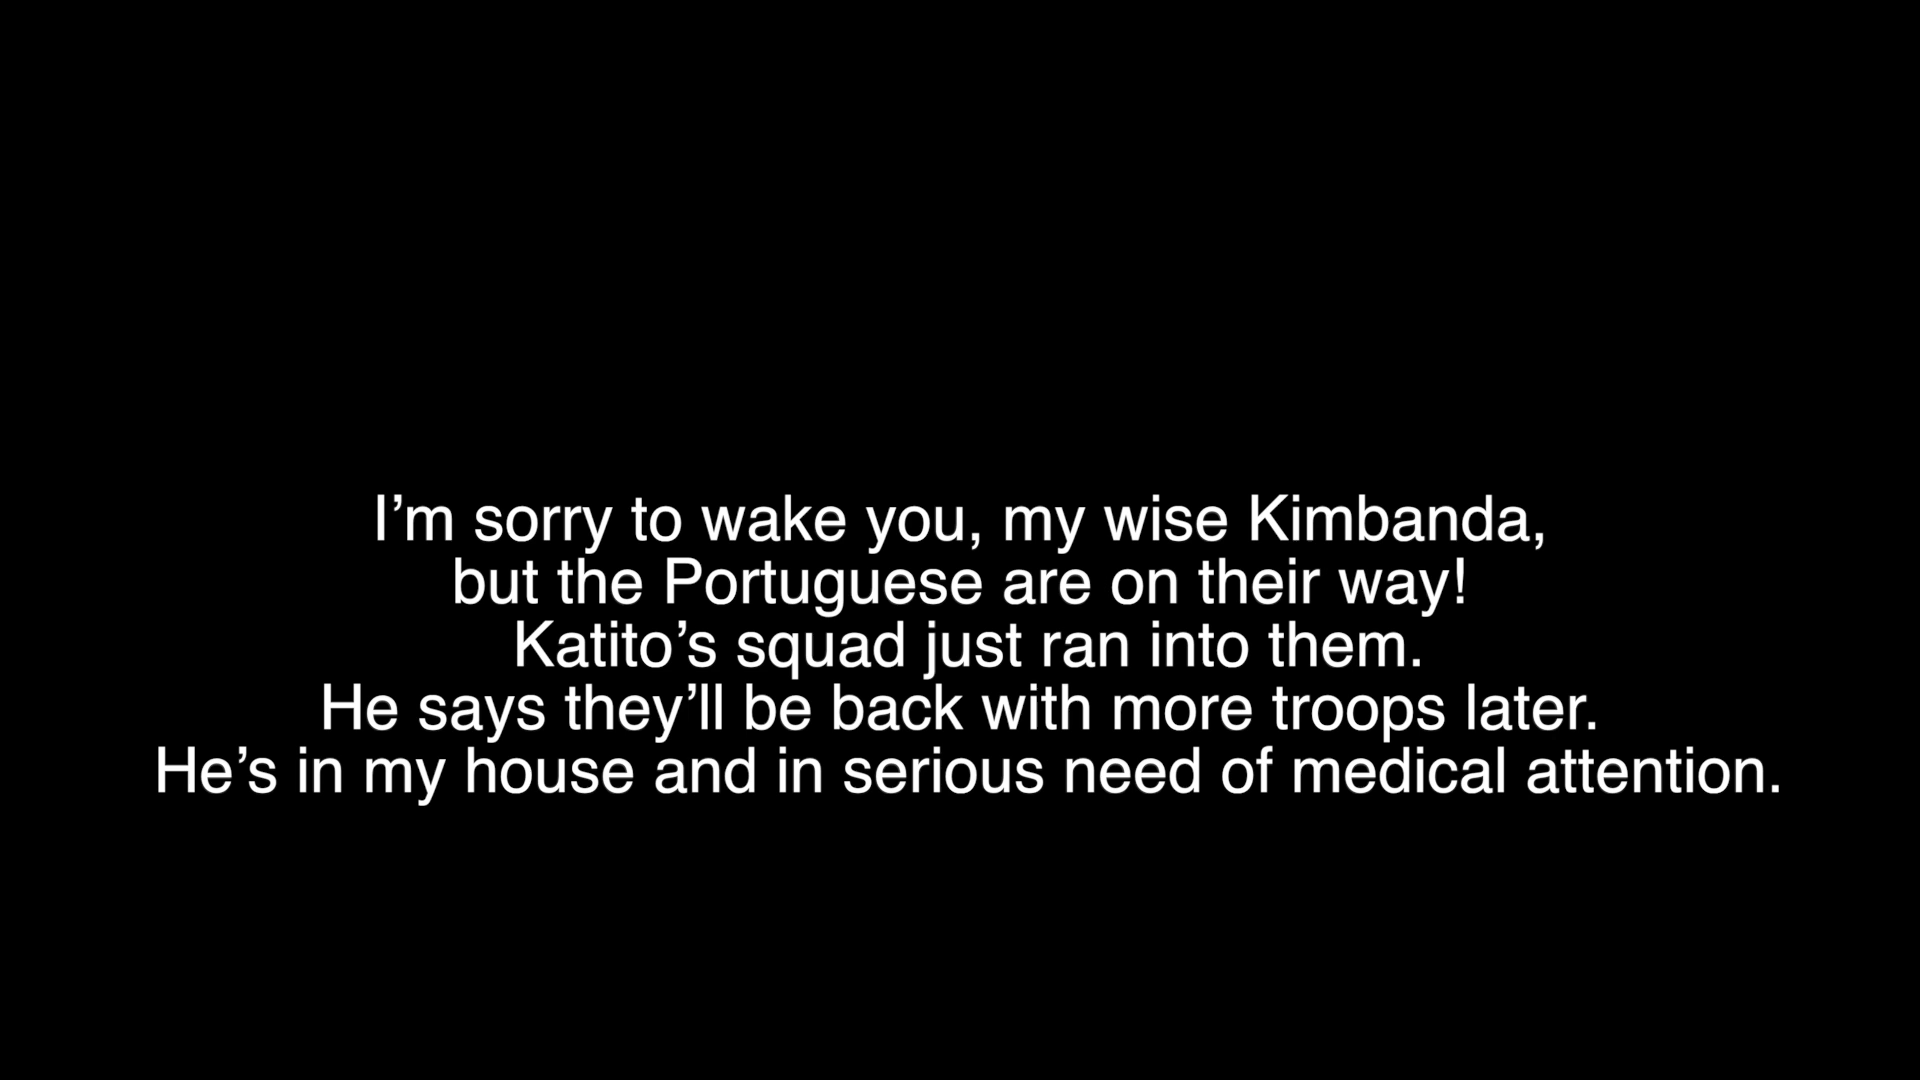 I’m sorry to wake you, my wise Kimbanda,
but the Portuguese are on their way!
Katito’s squad just ran into them.
He says they’ll be back with more troops later.
He’s in my house and in serious need of medical attention.